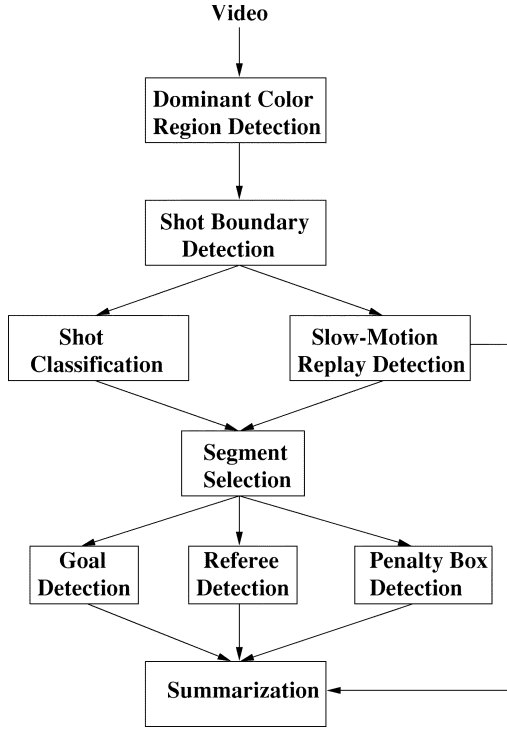 Video
Dominant Color
Region Detection
Shot Boundary
Detection
Shot
Classification
Slow-Motion
Replay Detection
Segment
Selection
Goal
Detection
Referee
Detection
Penalty Box
Detection
Summarization